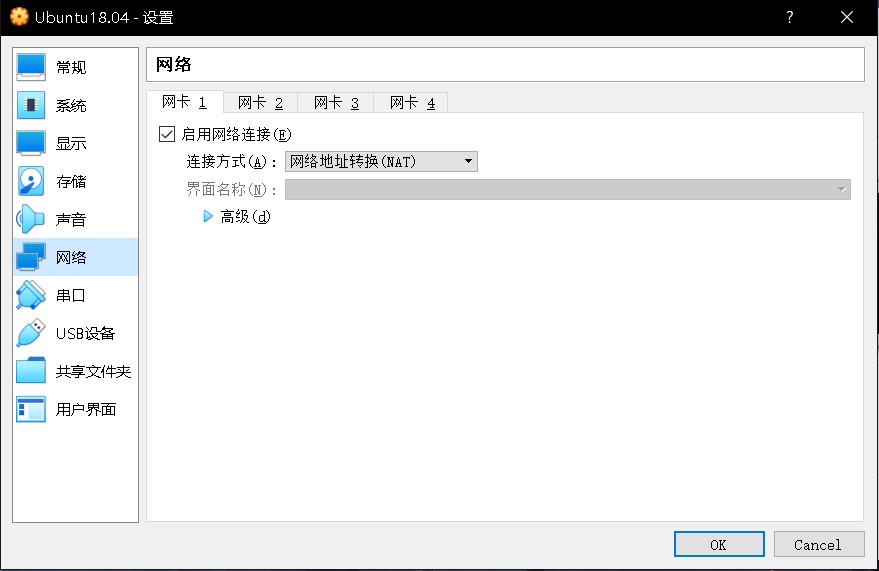 Ubuntu18.04 - 设置
?
常规
系统
显示
存储
声音
网络
串口
USB设备
共享文件夹
用户界面
网络
网卡 1 网卡 2 网卡 3 网卡 4
启用网络连接(E)
连接方式(A): 网络地址转换(NAT)
界面名称(N):
高级(d)
OK Cancel